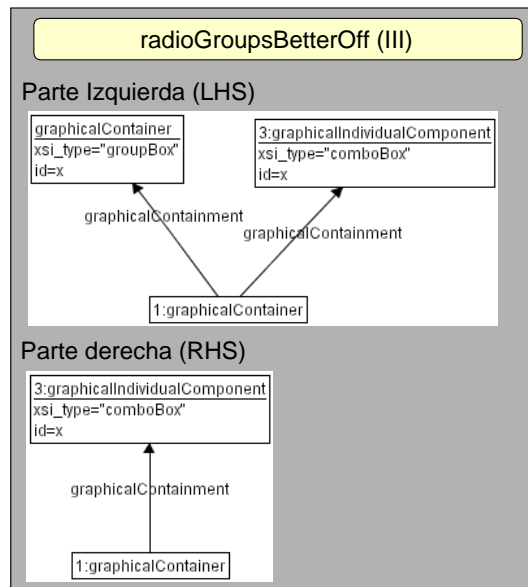 radioGroupsBetterOff (III)
Parte Izquierda (LHS)
graphicalContainer
xsi_type="groupBox"
id=x
3:graphicalIndividualComponent
xsi_type="comboBox"
id=x
graphicalContainment
graphicalContainment
1:graphicalContainer
Parte derecha (RHS)
3:graphicalIndividualComponent
xsi_type="comboBox"
id=x
graphicalContainment
1:graphicalContainer